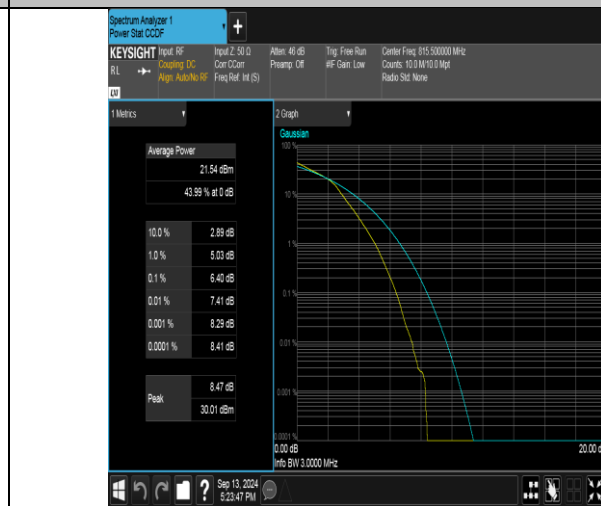 Spectrum Analyzer 1
Power Stat CCDF
+
KEYSIGHT Input: RF Input Z: 50 Ω Atten: 46 dB Trig: Free Run Center Freq: 815.500000 MHz
RL Coupling: DC Corr CCorr Preamp: Off #IF Gain: Low Counts: 10.0 M/10.0 Mpt
Align: Auto/No RF Freq Ref: Int (S) Radio Std: None
LXI
1 Metrics
2 Graph
Gaussian
Average Power
21.54 dBm
43.99 % at 0 dB
10.0 % 2.89 dB
1.0 % 5.03 dB
0.1 % 6.40 dB
0.01 % 7.41 dB
0.001 % 8.29 dB
0.0001 % 8.41 dB
Peak 8.47 dB
30.01 dBm
100 %
10 %
1 %
0.1 %
0.01 %
0.001 %
0.0001 %
0.00 dB 20.00
Info BW 3.0000 MHz
? Sep 13, 2024
5:23:47 PM